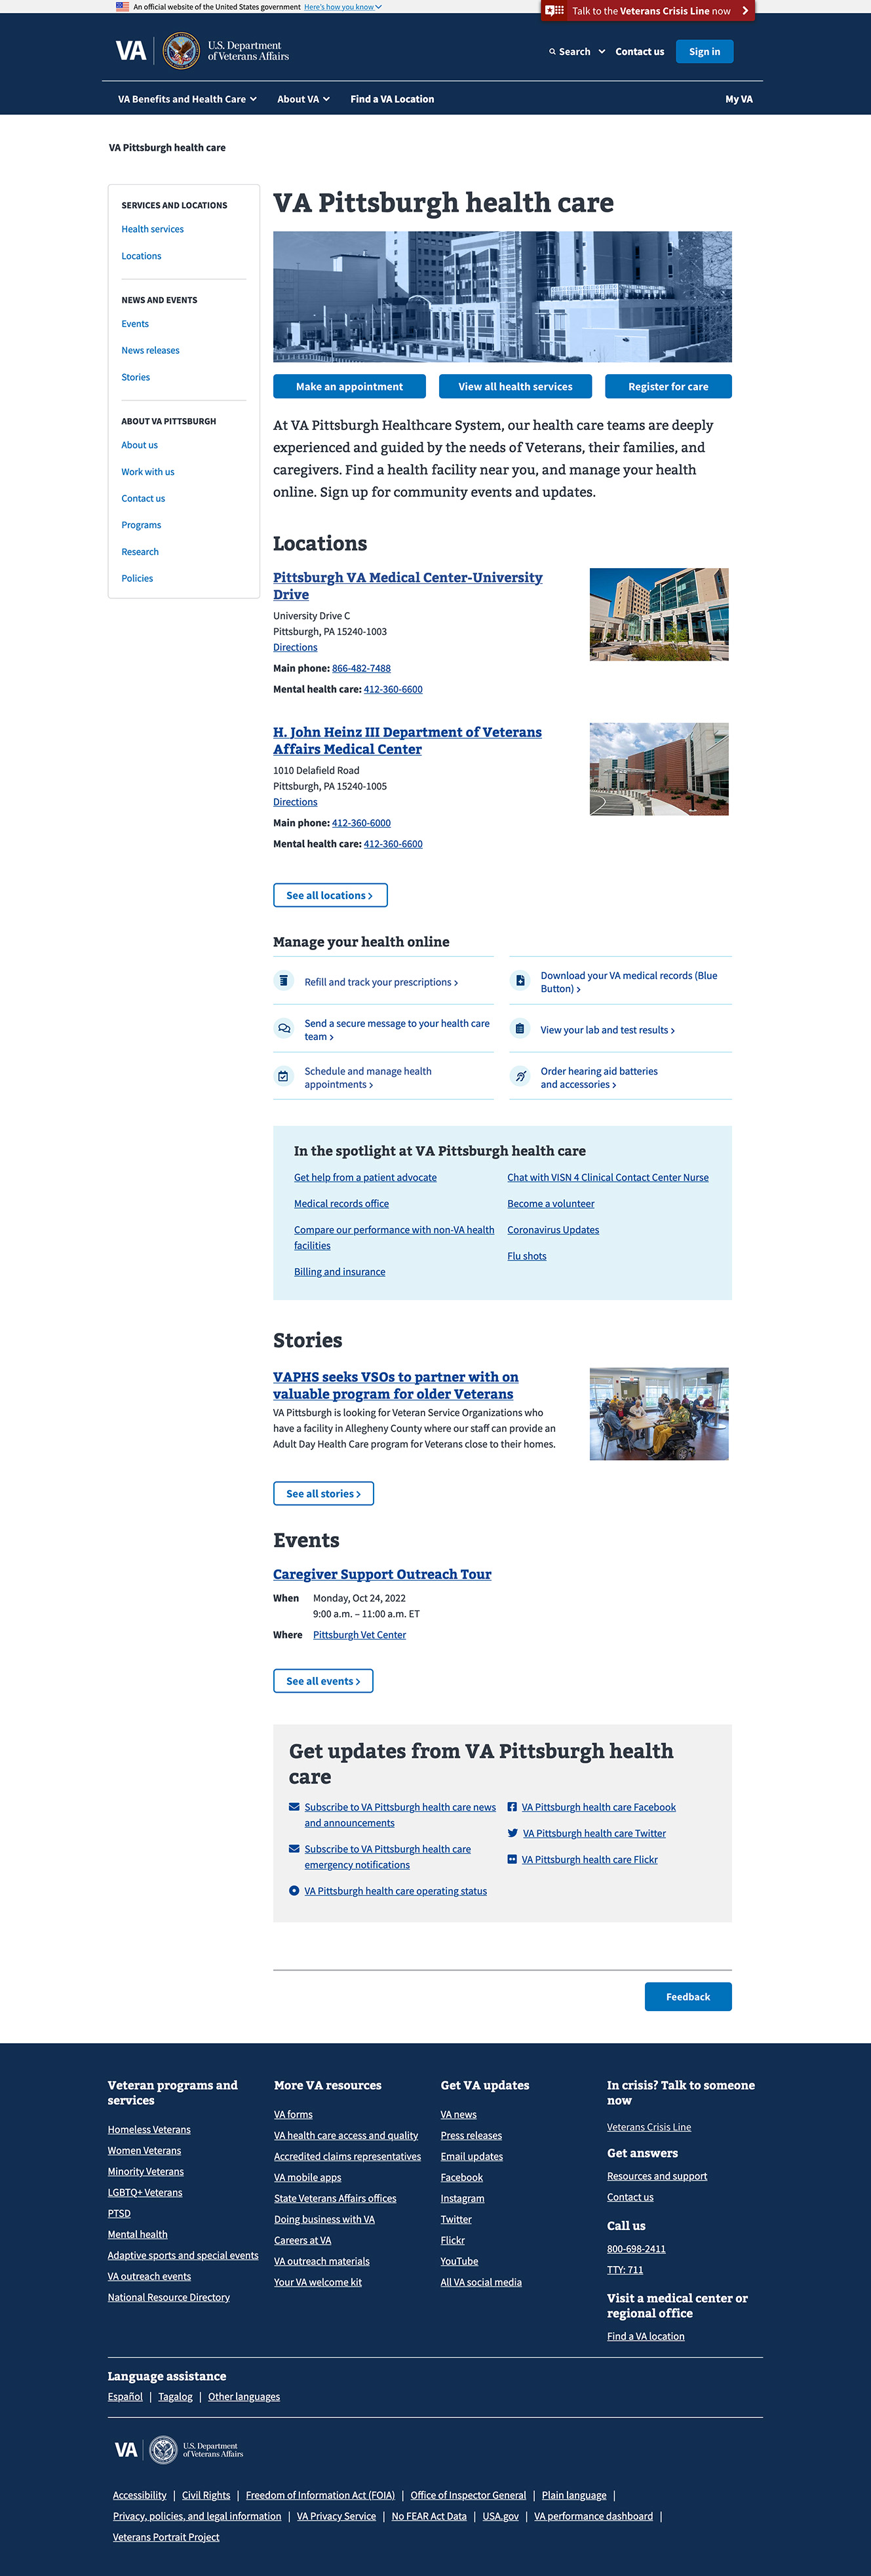 An official website of the United States government Here's how you know
Talk to the Veterans Crisis Line now
VA U.S. Department
of Veterans Affairs
Search Contact us Sign in
VA Benefits and Health Care About VA Find a VA Location My VA
VA Pittsburgh health care
SERVICES AND LOCATIONS
Health services
Locations
NEWS AND EVENTS
Events
News releases
Stories
ABOUT VA PITTSBURGH
About us
Work with us
Contact us
Programs
Research
Policies
VA Pittsburgh health care
Make an appointment View all health services Register for care
At VA Pittsburgh Healthcare System, our health care teams are deeply
experienced and guided by the needs of Veterans, their families, and
caregivers. Find a health facility near you, and manage your health
online. Sign up for community events and updates.
Locations
Pittsburgh VA Medical Center-University
Drive
University Drive C
Pittsburgh, PA 15240-1003
Directions
Main phone: 866-482-7488
Mental health care: 412-360-6600
H. John Heinz III Department of Veterans
Affairs Medical Center
1010 Delafield Road
Pittsburgh, PA 15240-1005
Directions
Main phone: 412-360-6000
Mental health care: 412-360-6600
See all locations
Manage your health online
Refill and track your prescriptions
Download your VA medical records (Blue
Button)
Send a secure message to your health care
team
View your lab and test results
Schedule and manage health
appointments
Order hearing aid batteries
and accessories
In the spotlight at VA Pittsburgh health care
Get help from a patient advocate
Medical records office
Compare our performance with non-VA health
facilities
Billing and insurance
Chat with VISN 4 Clinical Contact Center Nurse
Become a volunteer
Coronavirus Updates
Flu shots
Stories
VAPHS seeks VSOs to partner with on
valuable program for older Veterans
VA Pittsburgh is looking for Veteran Service Organizations who
have a facility in Allegheny County where our staff can provide an
Adult Day Health Care program for Veterans close to their homes.
See all stories
Events
Caregiver Support Outreach Tour
When Monday, Oct 24, 2022
9:00 a.m. – 11:00 a.m. ET
Where Pittsburgh Vet Center
See all events
Get updates from VA Pittsburgh health
care
Subscribe to VA Pittsburgh health care news
and announcements
Subscribe to VA Pittsburgh health care
emergency notifications
VA Pittsburgh health care operating status
VA Pittsburgh health care Facebook
VA Pittsburgh health care Twitter
VA Pittsburgh health care Flickr
Feedback
Veteran programs and
services
Homeless Veterans
Women Veterans
Minority Veterans
LGBTQ+ Veterans
PTSD
Mental health
Adaptive sports and special events
VA outreach events
National Resource Directory
More VA resources
VA forms
VA health care access and quality
Accredited claims representatives
VA mobile apps
State Veterans Affairs offices
Doing business with VA
Careers at VA
VA outreach materials
Your VA welcome kit
Get VA updates
VA news
Press releases
Email updates
Facebook
Instagram
Twitter
Flickr
YouTube
All VA social media
In crisis? Talk to someone
now
Veterans Crisis Line
Get answers
Resources and support
Contact us
Call us
800-698-2411
TTY: 711
Visit a medical center or
regional office
Find a VA location
Language assistance
Español | Tagalog | Other languages
VA U.S. Department
of Veterans Affairs
Accessibility | Civil Rights | Freedom of Information Act (FOIA) | Office of Inspector General | Plain language |
Privacy, policies, and legal information | VA Privacy Service | No FEAR Act Data | USA.gov | VA performance dashboard |
Veterans Portrait Project